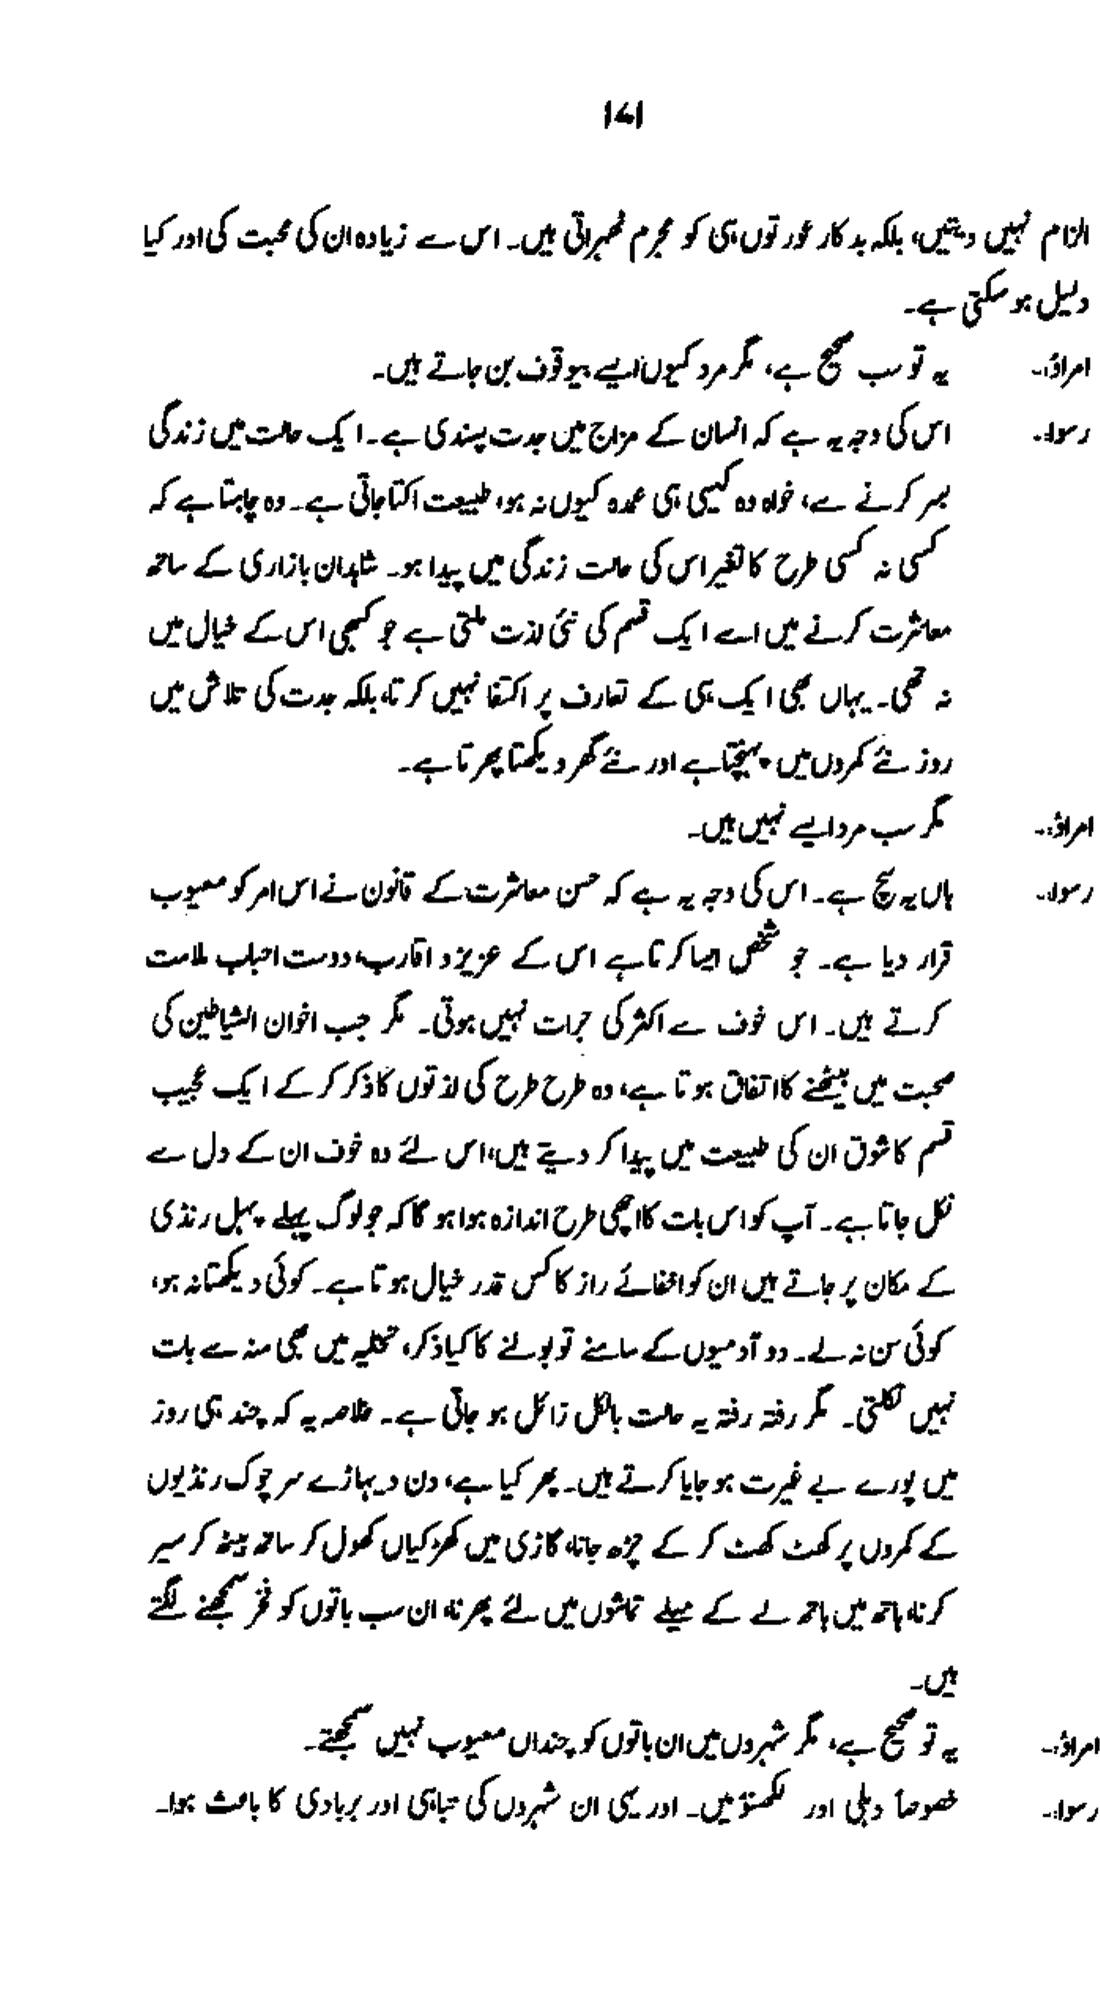 ۱۷۱
الزام نہیں دیتیں، بلکہ بدکار عورتوں ہی کو مجرم ٹھہراتی ہیں۔ اس سے زیادہ ان کی محبت کی اور کیا
دلیل ہو سکتی ہے۔
امراؤ:۔ یہ تو سب صحیح ہے، مگر مرد کیوں ایسے بیوقوف بن جاتے ہیں۔
رسوا:۔ اس کی وجہ یہ ہے کہ انسان کے مزاج میں جدت پسندی ہے۔ ایک حالت میں زندگی
بسر کرنے سے، خواہ وہ کیسی ہی عمدہ کیوں نہ ہو، طبیعت اکتا جاتی ہے۔ وہ چاہتا ہے کہ
کسی نہ کسی طرح کا تغیر اس کی حالت زندگی میں پیدا ہو۔ شاہدان بازاری کے ساتھ
معاشرت کرنے میں اسے ایک قسم کی نئی لذت ملتی ہے جو کبھی اس کے خیال میں
نہ تھی۔ یہاں بھی ایک ہی کے تعارف پر اکتفا نہیں کرتا، بلکہ جدت کی تلاش میں
روز نئے کمروں میں پہنچتا ہے اور نئے گھر دیکھتا پھرتا ہے۔
امراؤ:۔ مگر سب مرد ایسے نہیں ہیں۔
رسوا:۔ ہاں یہ سچ ہے۔ اس کی وجہ یہ ہے کہ حسن معاشرت کے قانون نے اس امر کو معیوب
قرار دیا ہے۔ جو شخص ایسا کرتا ہے اس کے عزیز و اقارب، دوست احباب ملامت
کرتے ہیں۔ اس خوف سے اکثر کی جرات نہیں ہوتی۔ مگر جب اخوان الشیاطین کی
صحبت میں بیٹھنے کا اتفاق ہوتا ہے، وہ طرح طرح کی لذتوں کا ذکر کر کے ایک عجیب
قسم کا شوق ان کی طبیعت میں پیدا کر دیتے ہیں، اس لئے وہ خوف ان کے دل سے
نکل جاتا ہے۔ آپ کو اس بات کا اچھی طرح اندازہ ہوا ہو گا کہ جو لوگ پہلے پہل رنڈی
کے مکان پر جاتے ہیں ان کو اخفائے راز کا کس قدر خیال ہوتا ہے۔ کوئی دیکھتا نہ ہو،
کوئی سن نہ لے۔ دو آدمیوں کے سامنے تو بولنے کا کیا ذکر، تخلیہ میں بھی منہ سے بات
نہیں نکلتی۔ مگر رفتہ رفتہ یہ حالت بالکل زائل ہو جاتی ہے۔ خلاصہ یہ کہ چند ہی روز
میں پورے بے غیرت ہو جایا کرتے ہیں۔ پھر کیا ہے، دن دیہاڑے سر چوک رنڈیوں
کے کمروں پر کھٹ کھٹ کر کے چڑھ جانا، گاڑی میں کھڑکیاں کھول کر ساتھ بیٹھ کر سیر
کرنا، ہاتھ میں ہاتھ لے کے میلے تماشوں میں لئے پھرنا، ان سب باتوں کو فخر سمجھنے لگتے
ہیں۔
امراؤ:۔ یہ تو صحیح ہے، مگر شہروں میں ان باتوں کو چنداں معیوب نہیں سمجھتے۔
رسوا:۔ خصوصاً دہلی اور لکھنؤ میں۔ اور یہی ان شہروں کی تباہی اور بربادی کا باعث ہوا۔